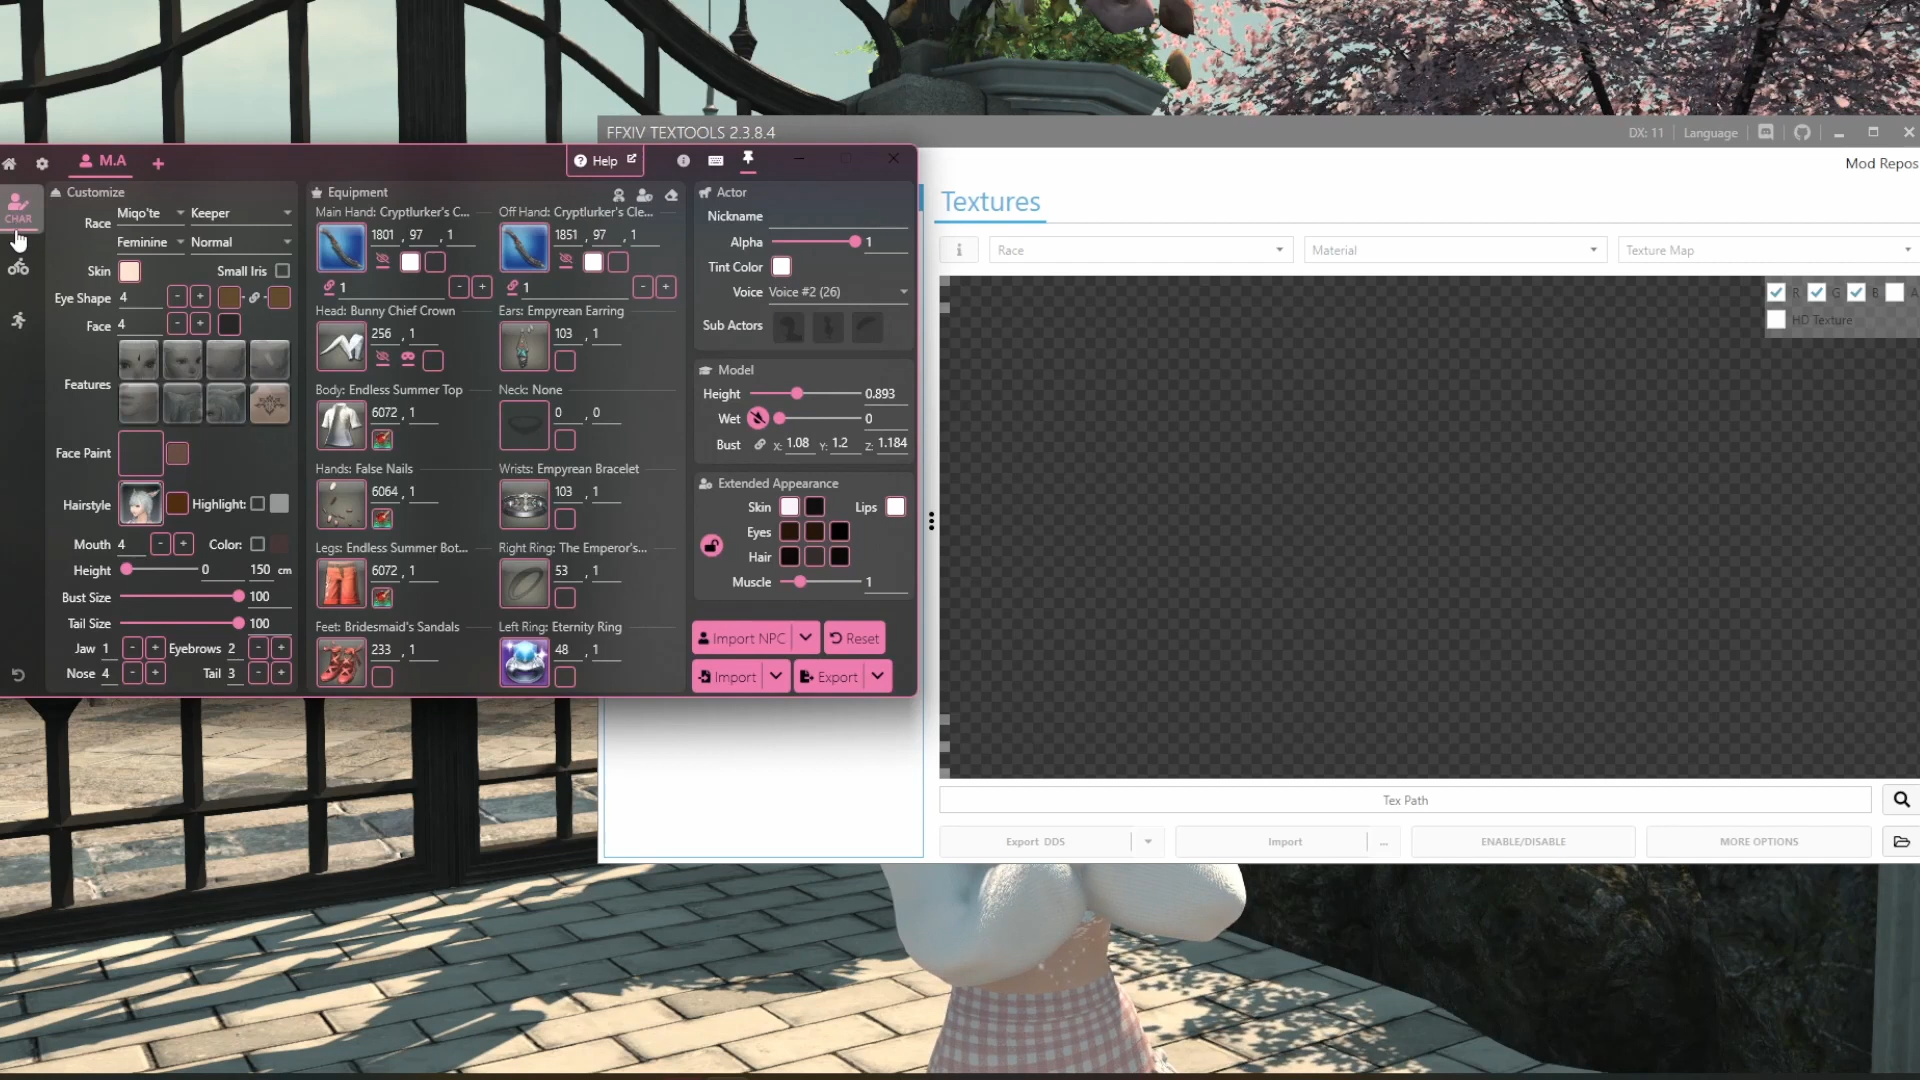 FFXIV TEXTOOLS 2.3.8.4
DX: 11
Language
Mod Repos
M.A
Help
Textures
CHAR
Customize
Race Miqo'te Keeper
Feminine Normal
Skin Small Iris
Eye Shape 4
Face 4
Features
Face Paint
Hairstyle Highlight:
Mouth 4 Color:
Height 0 150 cm
Bust Size 100
Tail Size 100
Jaw 1 Eyebrows 2
Nose 4 Tail 3
Equipment
Main Hand: Cryptlurker's C...
1801 , 97 , 1
1
Off Hand: Cryptlurker's Cle...
1851 , 97 , 1
1
Head: Bunny Chief Crown
256 , 1
Ears: Empyrean Earring
103 , 1
Body: Endless Summer Top
6072 , 1
Neck: None
0 , 0
Hands: False Nails
6064 , 1
Wrists: Empyrean Bracelet
103 , 1
Legs: Endless Summer Bot...
6072 , 1
Right Ring: The Emperor's...
53 , 1
Feet: Bridesmaid's Sandals
233 , 1
Left Ring: Eternity Ring
48 , 1
Actor
Nickname
Alpha 1
Tint Color
Voice Voice #2 (26)
Sub Actors
Model
Height 0.893
Wet 0
Bust X: 1.08 Y: 1.2 Z: 1.184
Extended Appearance
Skin Lips
Eyes
Hair
Muscle 1
Import NPC
Reset
Import
Export
Race
Material
Texture Map
R G B A
HD Texture
Tex Path
Export DDS
Import
...
ENABLE/DISABLE
MORE OPTIONS